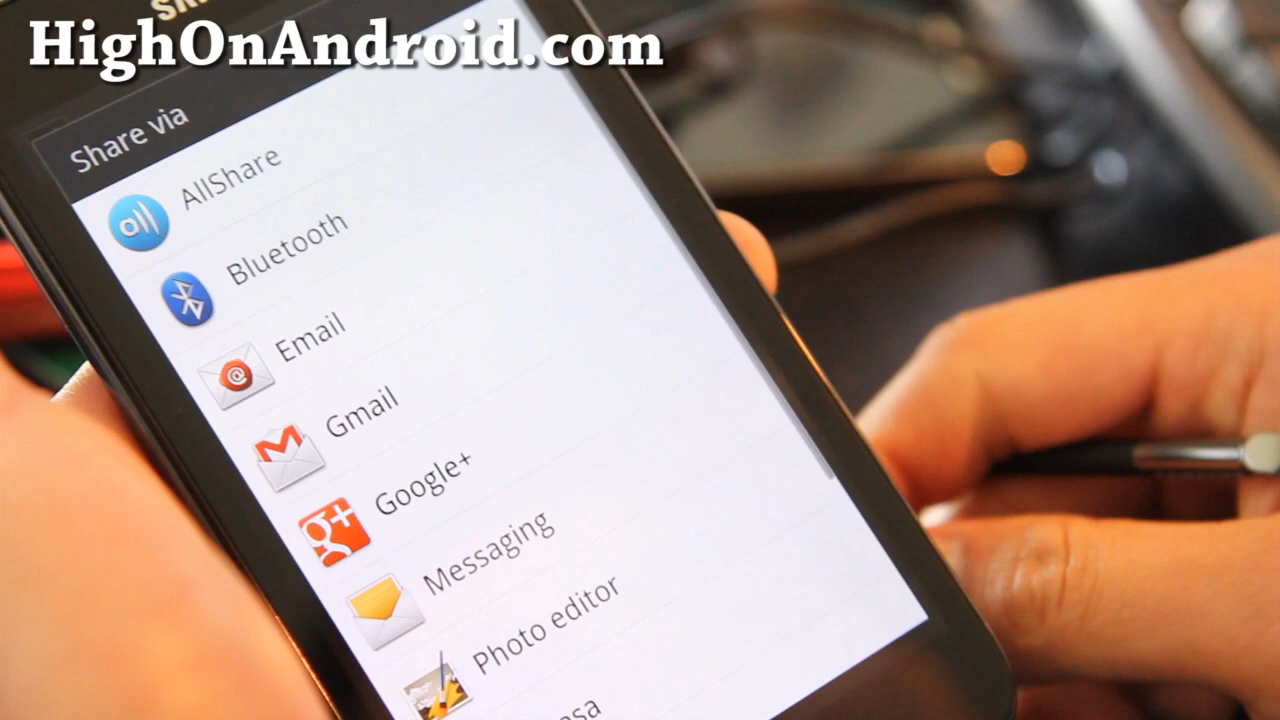 HighOnAndroid.com
Share via
AllShare
Bluetooth
Email
Gmail
Google+
Messaging
Photo editor